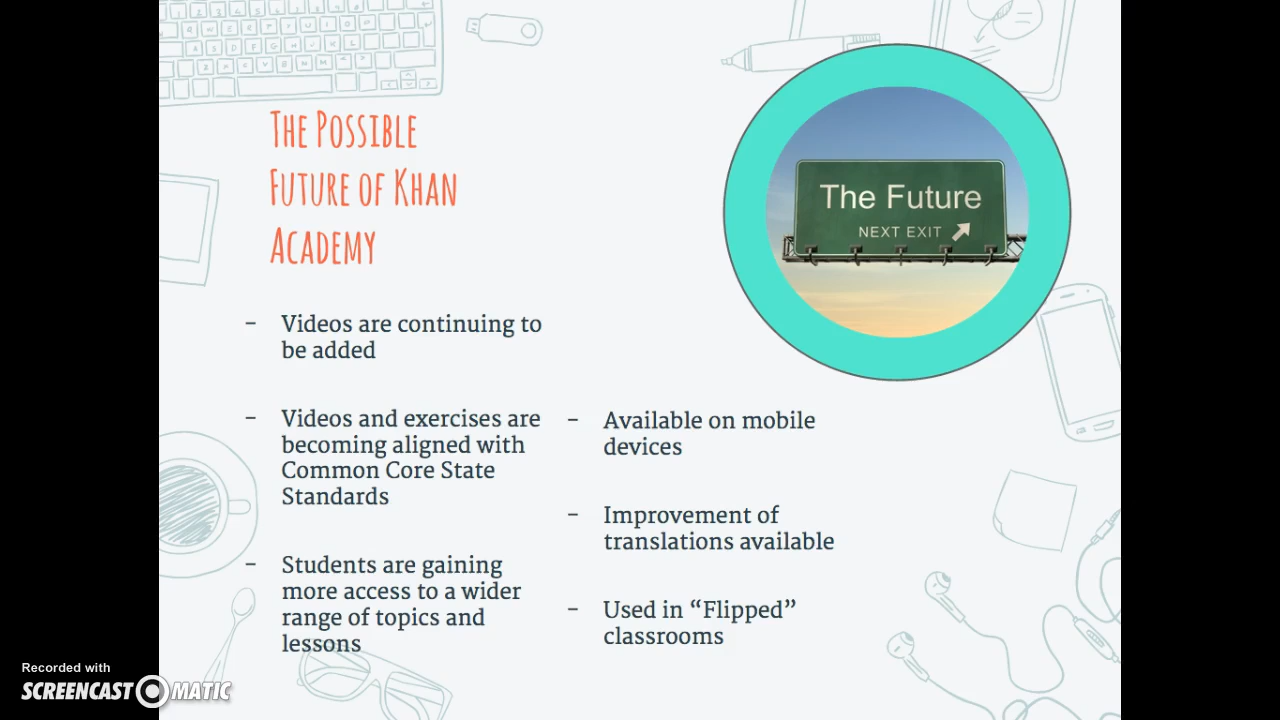 The Possible
Future of Khan
Academy
The Future
NEXT EXIT
- Videos are continuing to
be added
- Videos and exercises are
becoming aligned with
Common Core State
Standards
- Students are gaining
more access to a wider
range of topics and
lessons
- Available on mobile
devices
- Improvement of
translations available
- Used in “Flipped”
classrooms
Recorded with
SCREENCAST MATIC